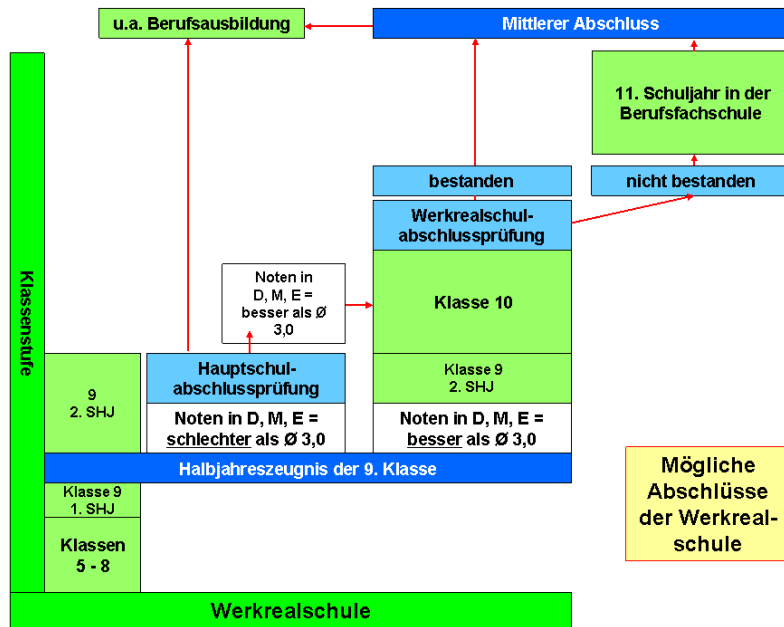 u.a. Berufsausbildung
Mittlerer Abschluss
11. Schuljahr in der
Berufsfachschule
bestanden
nicht bestanden
Werkrealschul-
abschlussprüfung
Klassenstufe
Noten in
D, M, E =
besser als Ø
3,0
Klasse 10
Hauptschul-
abschlussprüfung
Klasse 9
2. SHJ
9
2. SHJ
Noten in D, M, E =
schlechter als Ø 3,0
Noten in D, M, E =
besser als Ø 3,0
Halbjahreszeugnis der 9. Klasse
Klasse 9
1. SHJ
Klassen
5 - 8
Mögliche
Abschlüsse
der Werkreal-
schule
Werkrealschule